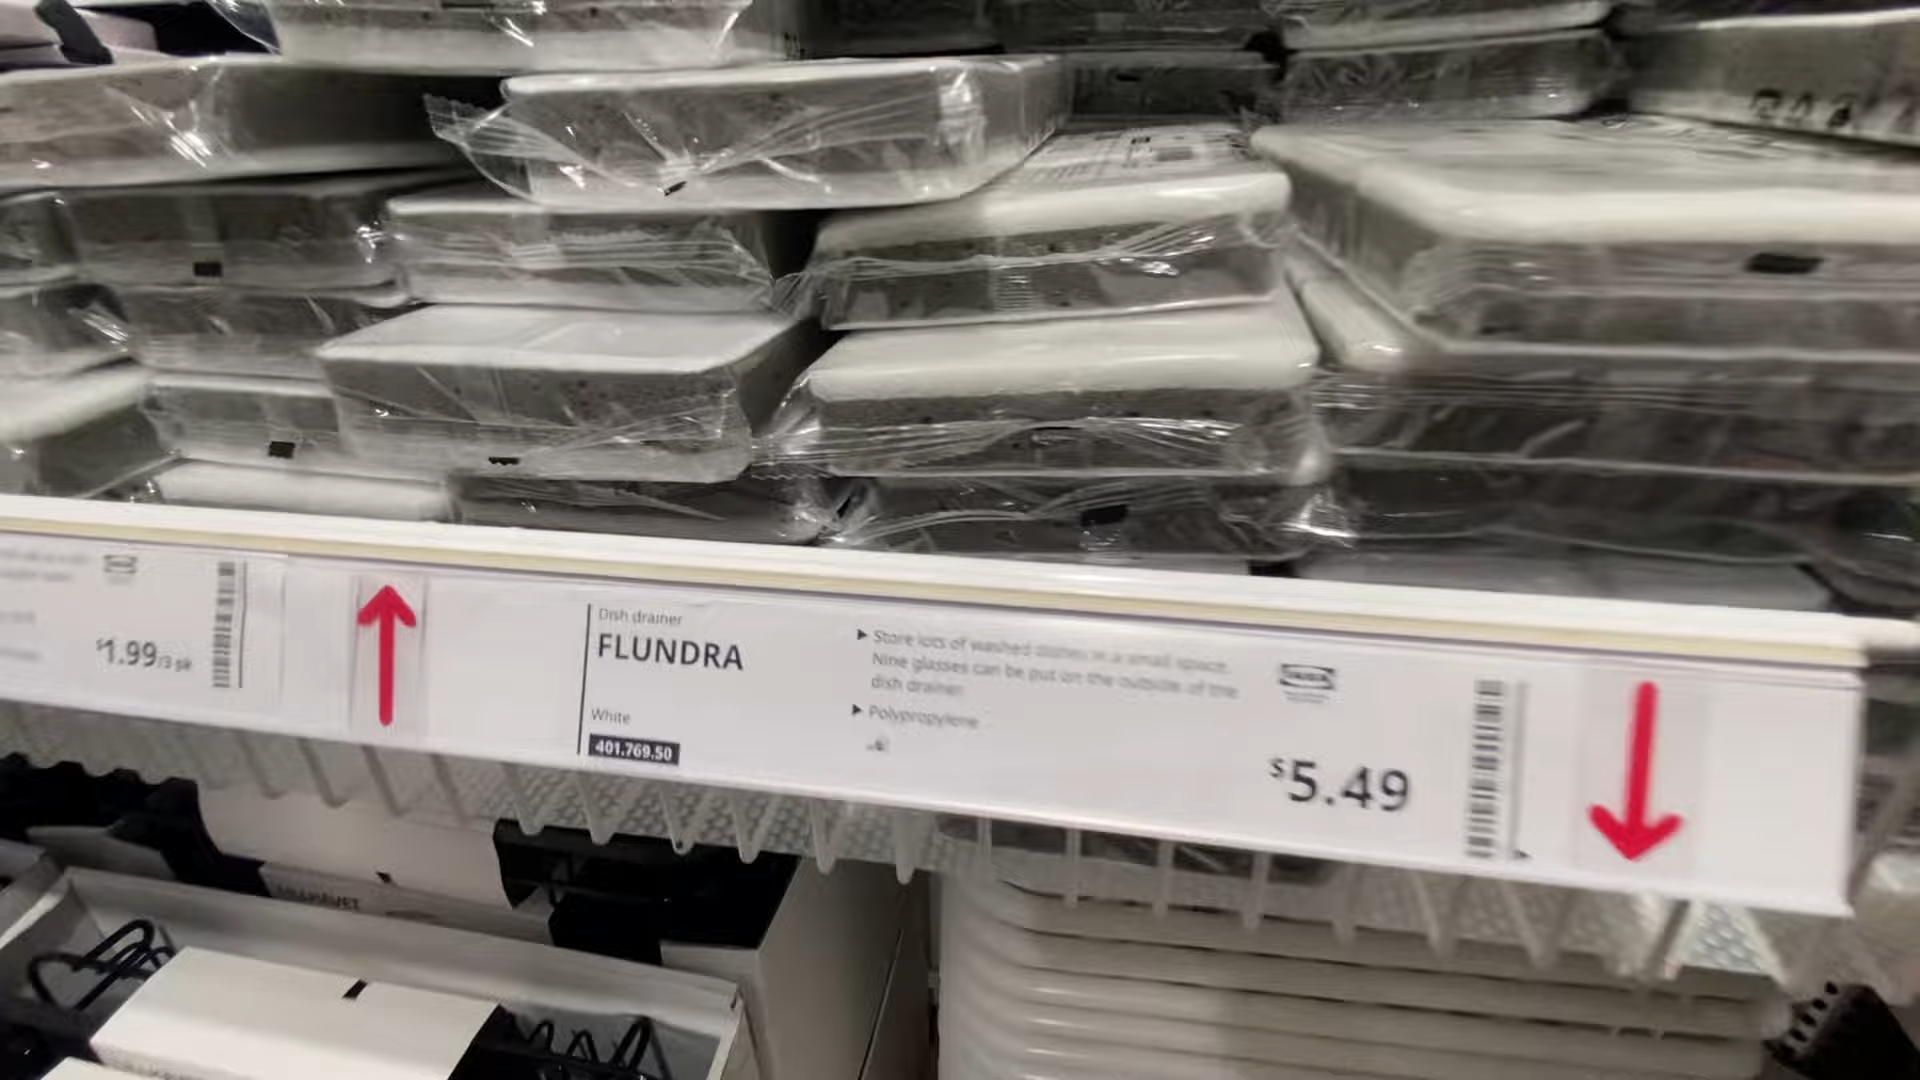 $1.99/3 pk
Dish drainer
FLUNDRA
White
401.769.50
Store lots of washed dishes in a small space.
Nine glasses can be put on the outside of the
dish drainer.
Polypropylene
IKEA
$5.49